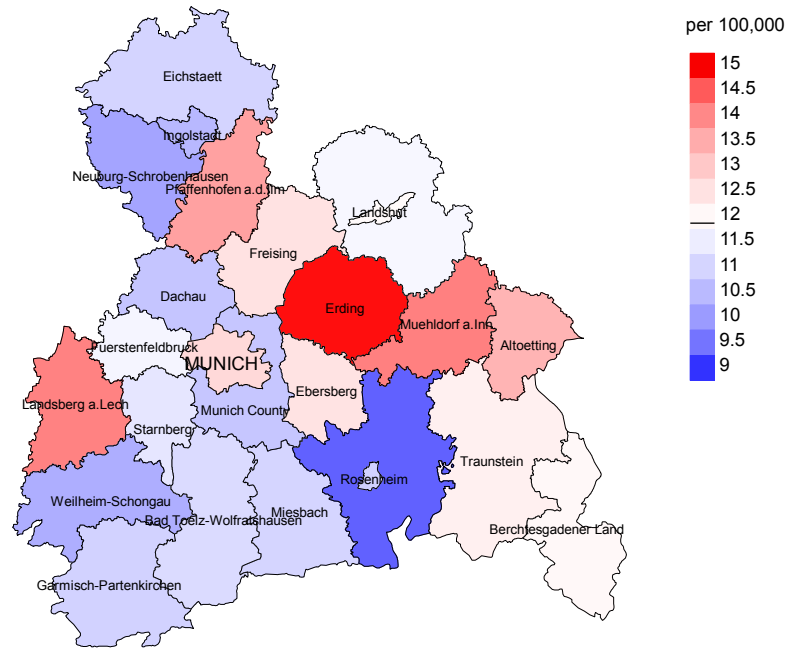 per 100,000
15
14.5
14
13.5
13
12.5
12
11.5
11
10.5
10
9.5
9
Eichstaett
Ingolstadt
Neuburg-Schrobenhausen
Pfaffenhofen a.d.Ilm
Landshut
Freising
Dachau
Erding
Muehldorf a.Inn
Altoetting
Fuerstenfeldbruck
MUNICH
Ebersberg
Landsberg a.Lech
Munich County
Starnberg
Traunstein
Rosenheim
Weilheim-Schongau
Miesbach
Bad Toelz-Wolfratshausen
Berchtesgadener Land
Garmisch-Partenkirchen